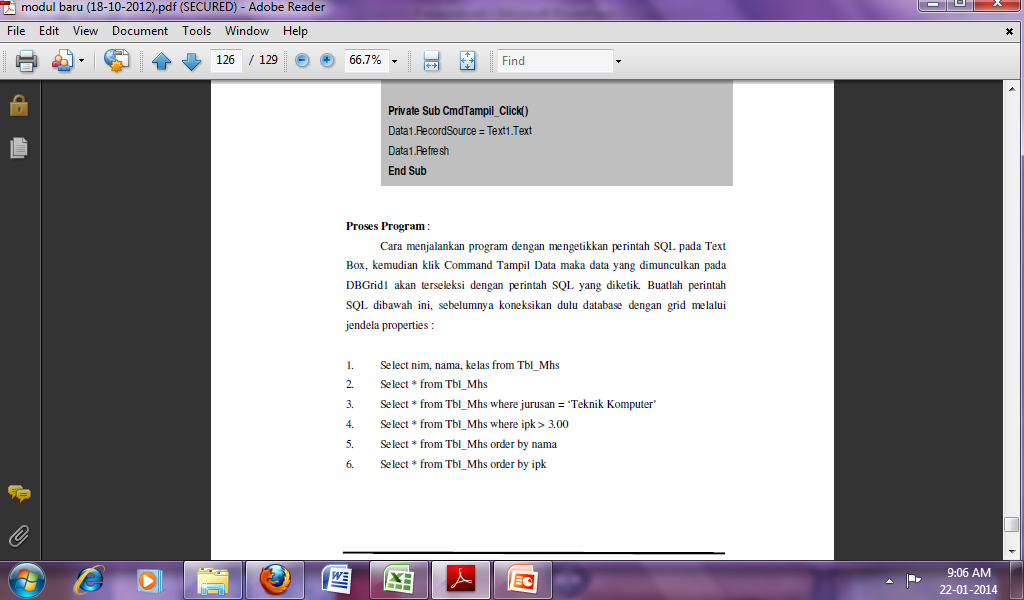 modul baru (18-10-2012).pdf (SECURED) - Adobe Reader
File Edit View Document Tools Window Help
126 / 129 66.7% Find
Private Sub CmdTampil_Click()
Data1.RecordSource = Text1.Text
Data1.Refresh
End Sub
Proses Program :
Cara menjalankan program dengan mengetikkan perintah SQL pada Text
Box, kemudian klik Command Tampil Data maka data yang dimunculkan pada
DBGrid1 akan terseleksi dengan perintah SQL yang diketik. Buatlah perintah
SQL dibawah ini, sebelumnya koneksikan dulu database dengan grid melalui
jendela properties :
1. Select nim, nama, kelas from Tbl_Mhs
2. Select * from Tbl_Mhs
3. Select * from Tbl_Mhs where jurusan = ‘Teknik Komputer’
4. Select * from Tbl_Mhs where ipk > 3.00
5. Select * from Tbl_Mhs order by nama
6. Select * from Tbl_Mhs order by ipk
9:06 AM
22-01-2014